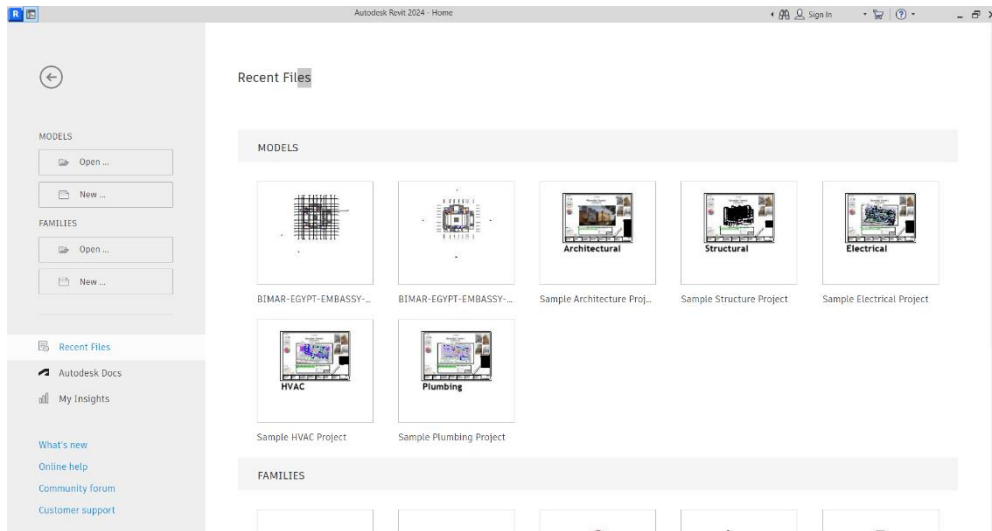 R
Autodesk Revit 2024 - Home
Sign In
?
Recent Files
MODELS
Open ...
New ...
FAMILIES
Open ...
New ...
Recent Files
Autodesk Docs
My Insights
What's new
Online help
Community forum
Customer support
MODELS
Architectural
Structural
Electrical
BIMAR-EGYPT-EMBASSY-...
BIMAR-EGYPT-EMBASSY-...
Sample Architecture Proj...
Sample Structure Project
Sample Electrical Project
HVAC
Plumbing
Sample HVAC Project
Sample Plumbing Project
FAMILIES